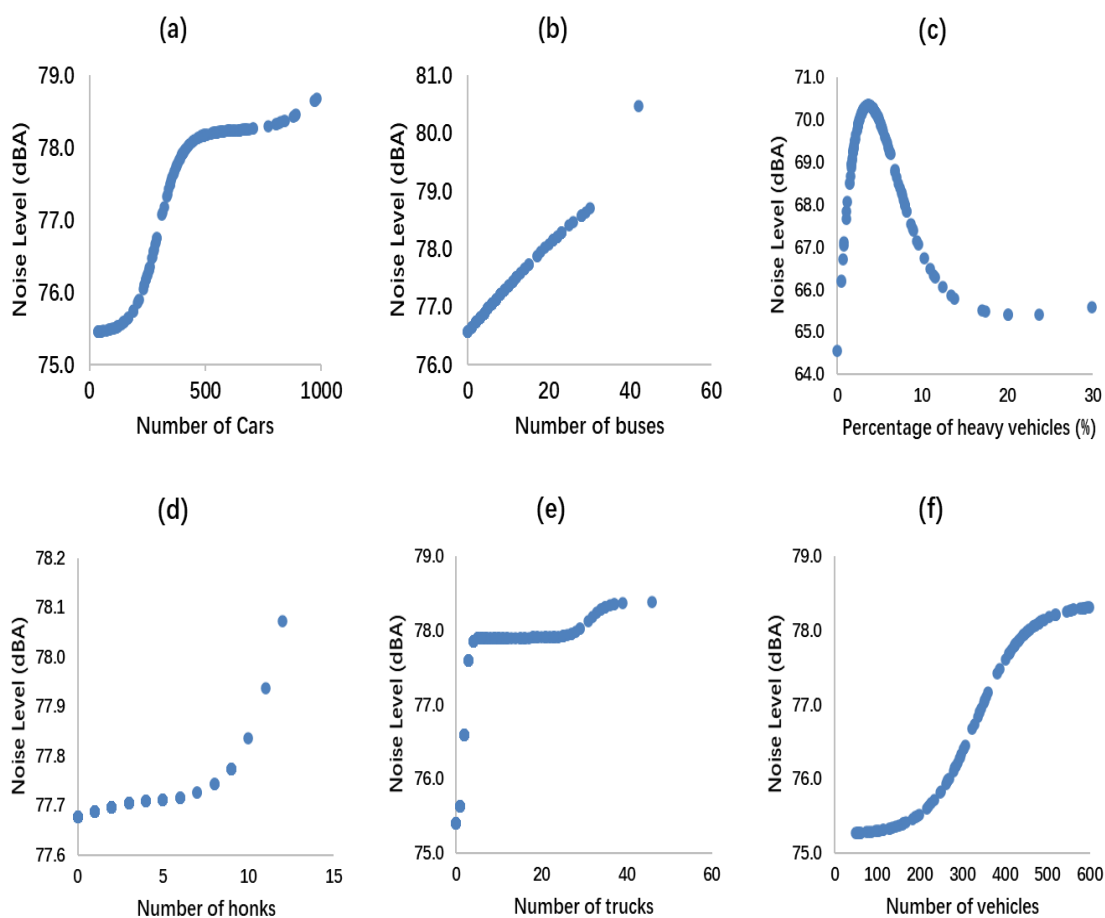 (a)
79.0
78.0
77.0
76.0
75.0
Noise Level (dBA)
0 500 1000
Number of Cars
(b)
81.0
80.0
79.0
78.0
77.0
76.0
Noise Level (dBA)
0 20 40 60
Number of buses
(c)
71.0
70.0
69.0
68.0
67.0
66.0
65.0
64.0
Noise Level (dBA)
0 10 20 30
Percentage of heavy vehicles (%)
(d)
78.2
78.1
78.0
77.9
77.8
77.7
77.6
Noise Level (dBA)
0 5 10 15
Number of honks
(e)
79.0
78.0
77.0
76.0
75.0
Noise Level (dBA)
0 20 40 60
Number of trucks
(f)
79.0
78.0
77.0
76.0
75.0
Noise Level (dBA)
0 100 200 300 400 500 600
Number of vehicles